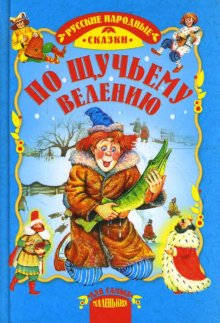 РУССКИЕ НАРОДНЫЕ
СКАЗКИ
ПО ЩУЧЬЕМУ
ВЕЛЕНИЮ
ДЛЯ САМЫХ
МАЛЕНЬКИХ